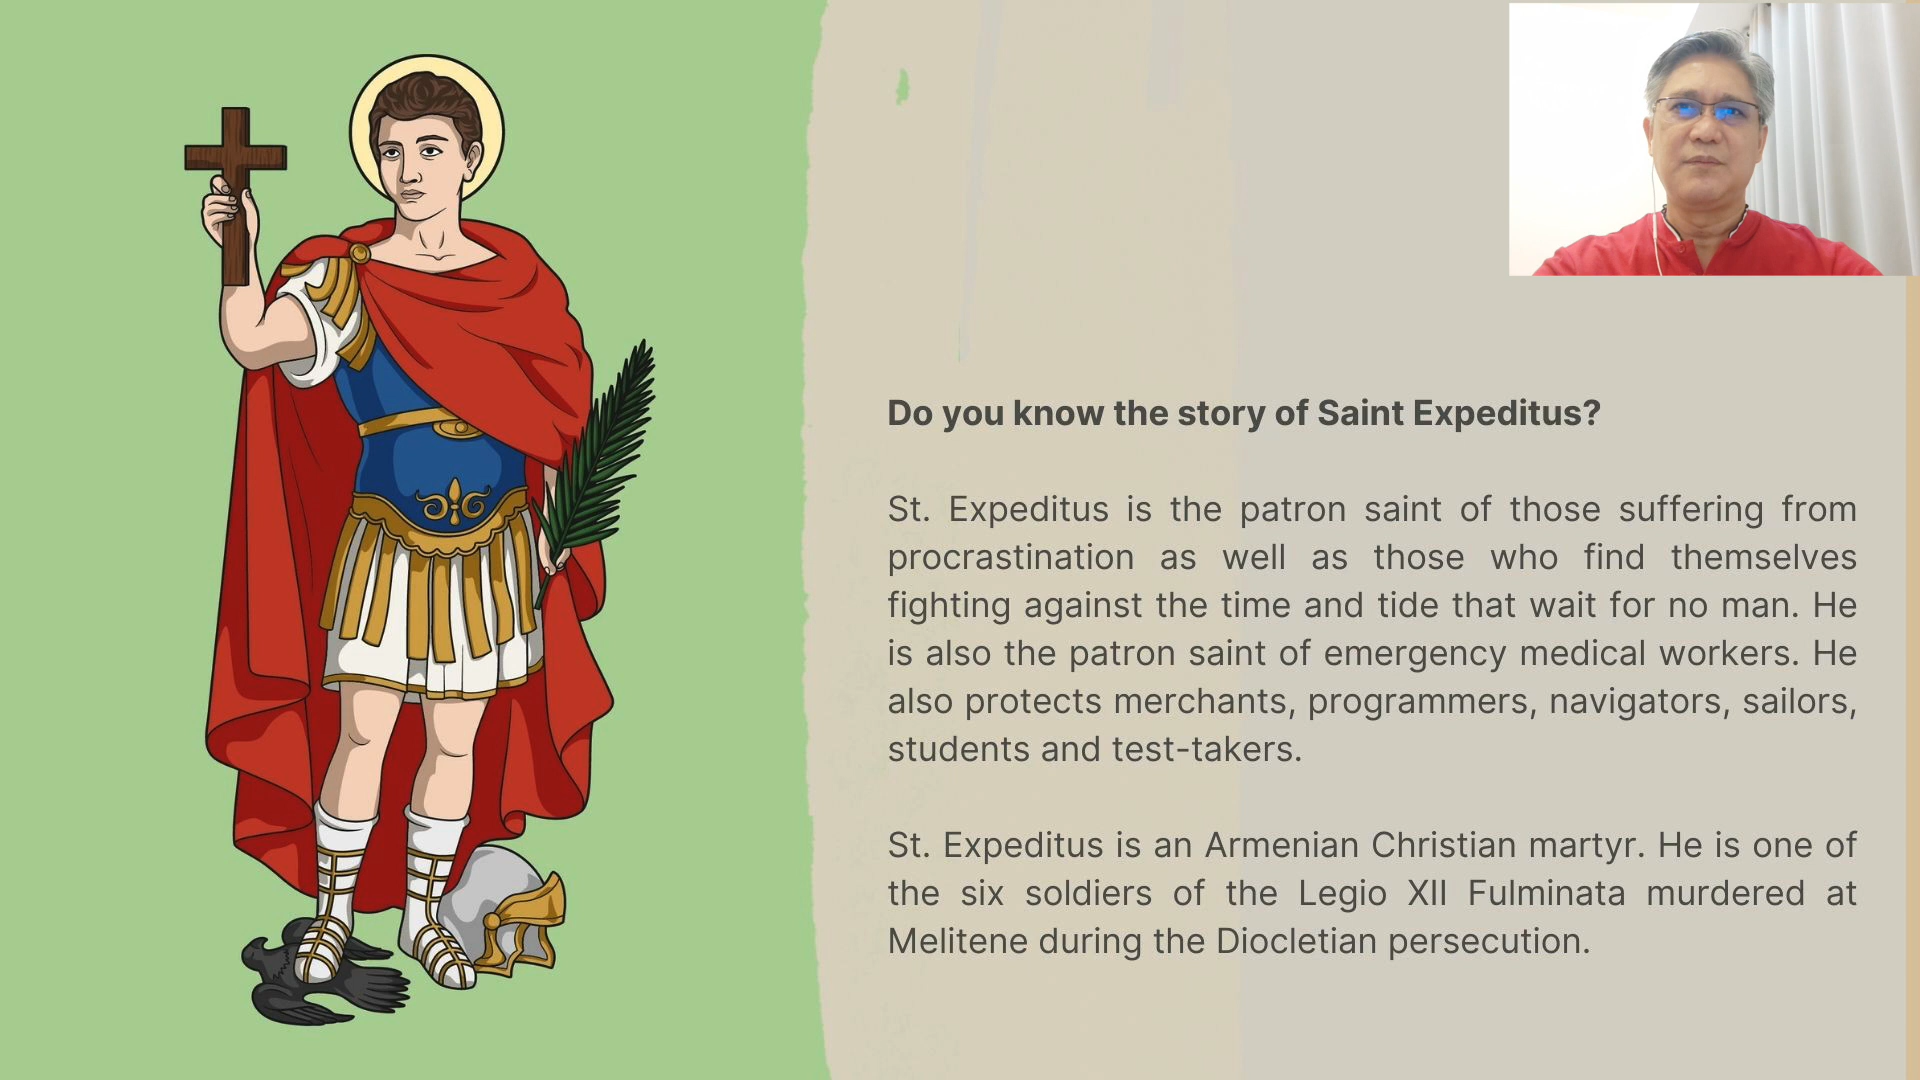 Do you know the story of Saint Expeditus?
St. Expeditus is the patron saint of those suffering from
procrastination as well as those who find themselves
fighting against the time and tide that wait for no man. He
is also the patron saint of emergency medical workers. He
also protects merchants, programmers, navigators, sailors,
students and test-takers.
St. Expeditus is an Armenian Christian martyr. He is one of
the six soldiers of the Legio XII Fulminata murdered at
Melitene during the Diocletian persecution.